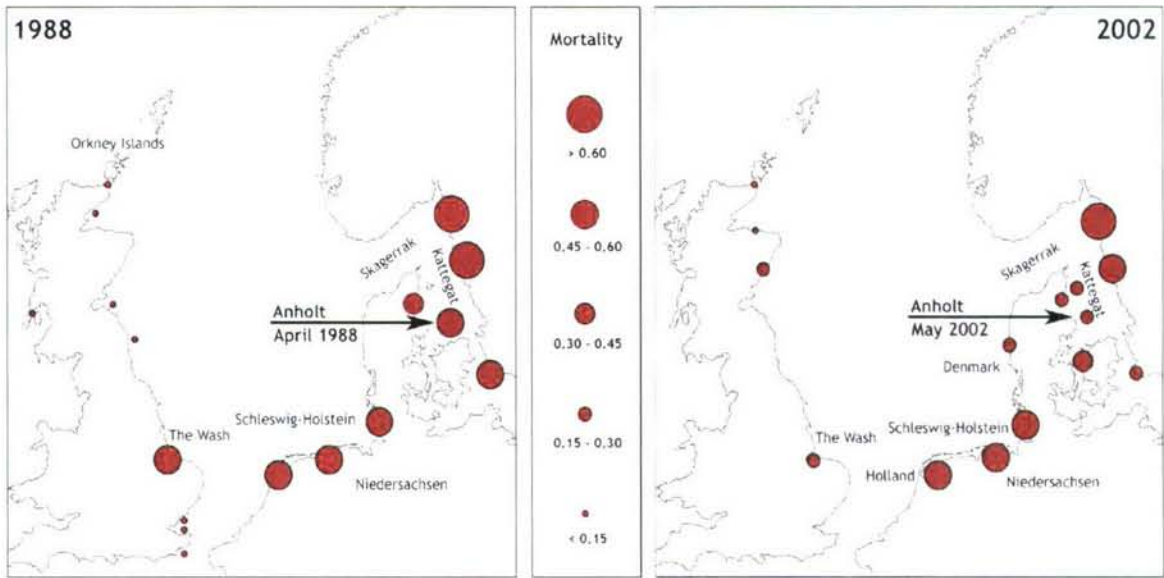 1988
Orkney Islands
Skagerrak
Kattegat
Anholt
April 1988
Schleswig-Holstein
The Wash
Niedersachsen
Mortality
> 0.60
0.45 - 0.60
0.30 - 0.45
0.15 - 0.30
< 0.15
2002
Skagerrak
Kattegat
Anholt
May 2002
Denmark
Schleswig-Holstein
The Wash
Holland
Niedersachsen